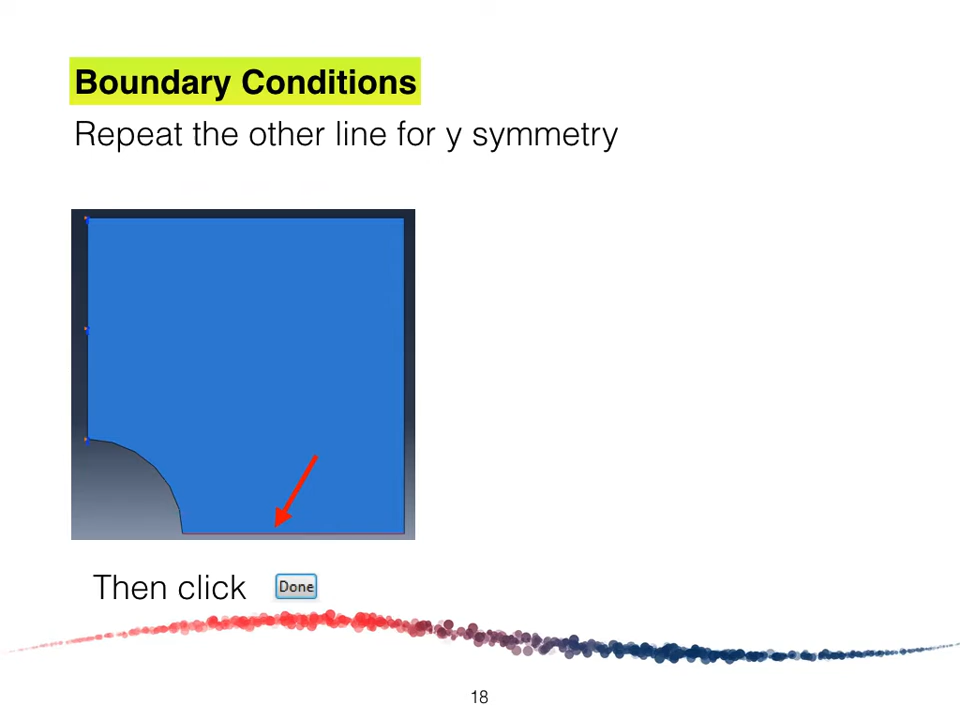 Boundary Conditions
Repeat the other line for y symmetry
Then click Done
18